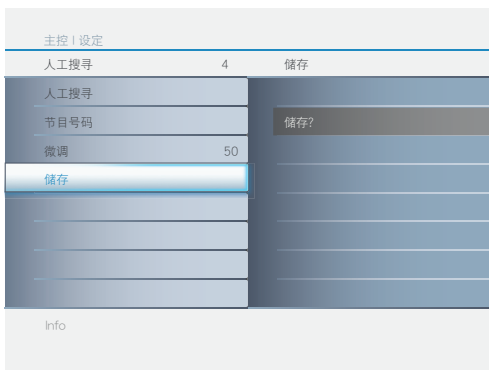 主控 | 设定
人工搜寻 4 储存
人工搜寻
节目号码 储存?
微调 50
储存
Info